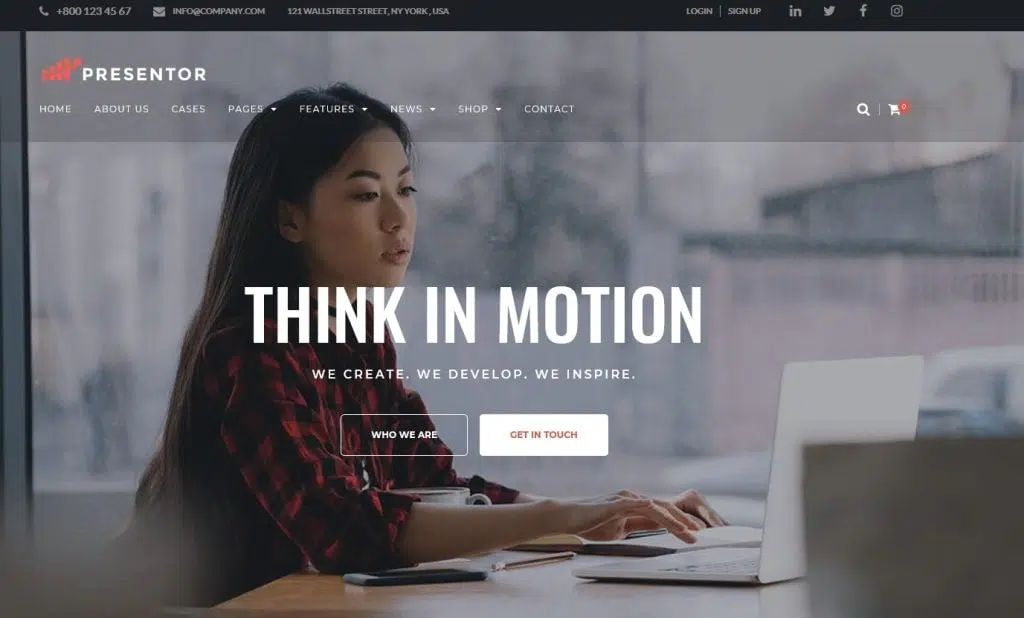 +800 123 45 67 INFO@COMPANY.COM 121 WALLSTREET STREET, NY YORK , USA LOGIN SIGN UP
PRESENTOR
HOME ABOUT US CASES PAGES FEATURES NEWS SHOP CONTACT 0
THINK IN MOTION
WE CREATE. WE DEVELOP. WE INSPIRE.
WHO WE ARE GET IN TOUCH